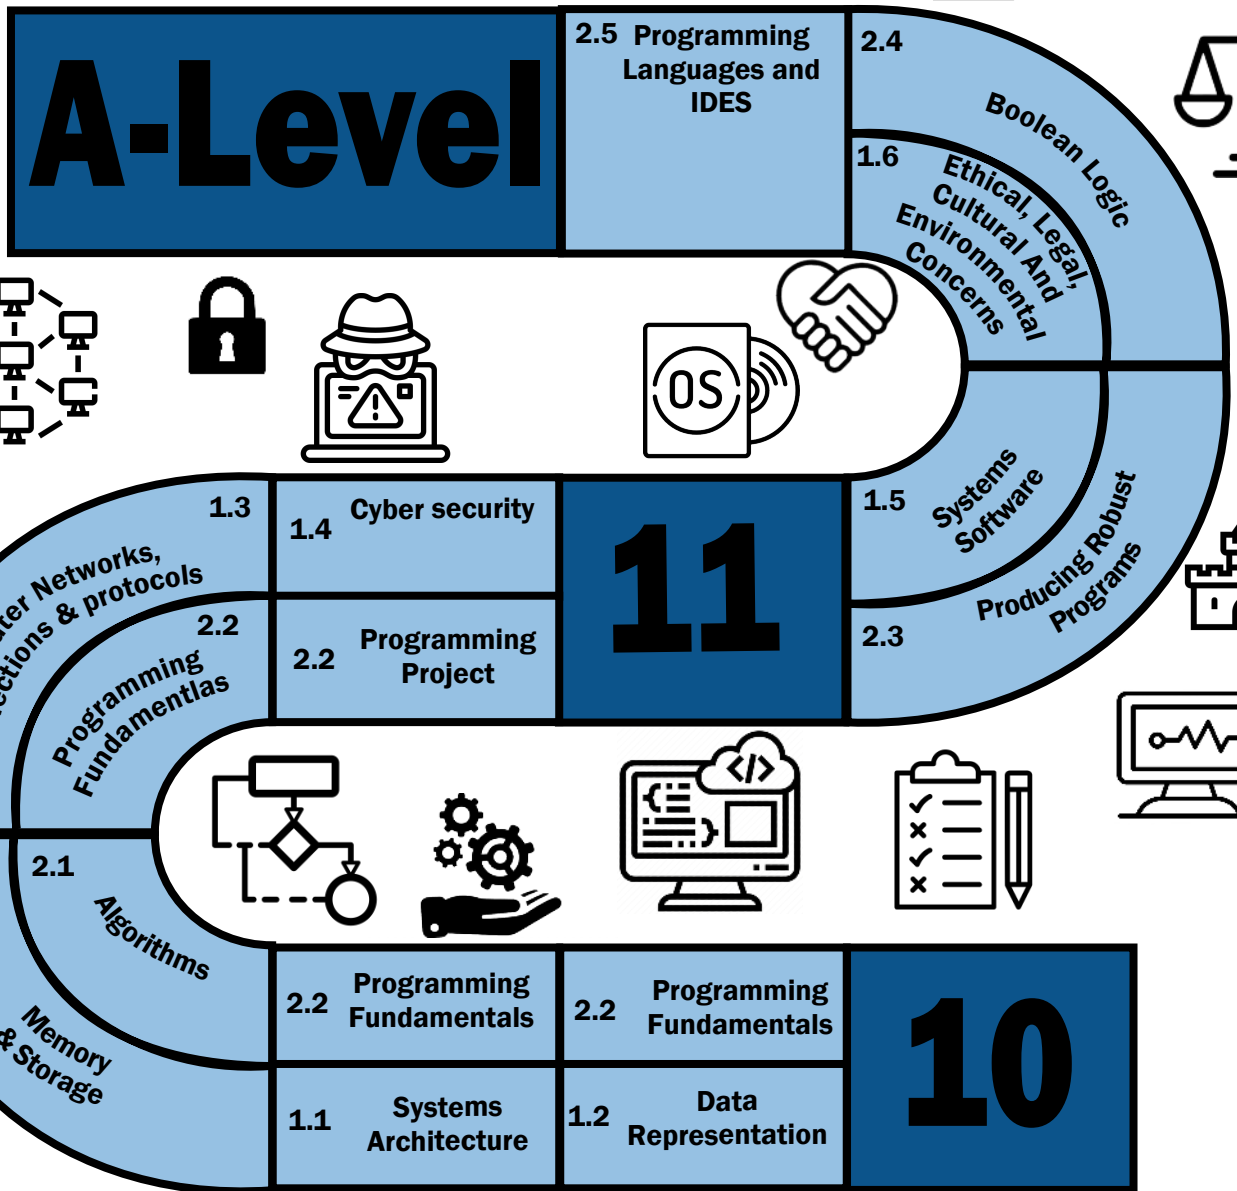 A-Level
2.5 Programming
Languages and
IDES
2.4
Boolean Logic
1.6
Ethical, Legal,
Cultural And
Environmental
Concerns
OS
1.3
Networks,
& protocols
1.4
Cyber security
11
1.5
Systems
Software
2.2
Programming
Fundamentlas
2.2
Programming
Project
2.3
Producing Robust
Programs
</>
2.1
Algorithms
Memory
& Storage
2.2
Programming
Fundamentals
2.2
Programming
Fundamentals
10
1.1
Systems
Architecture
1.2
Data
Representation